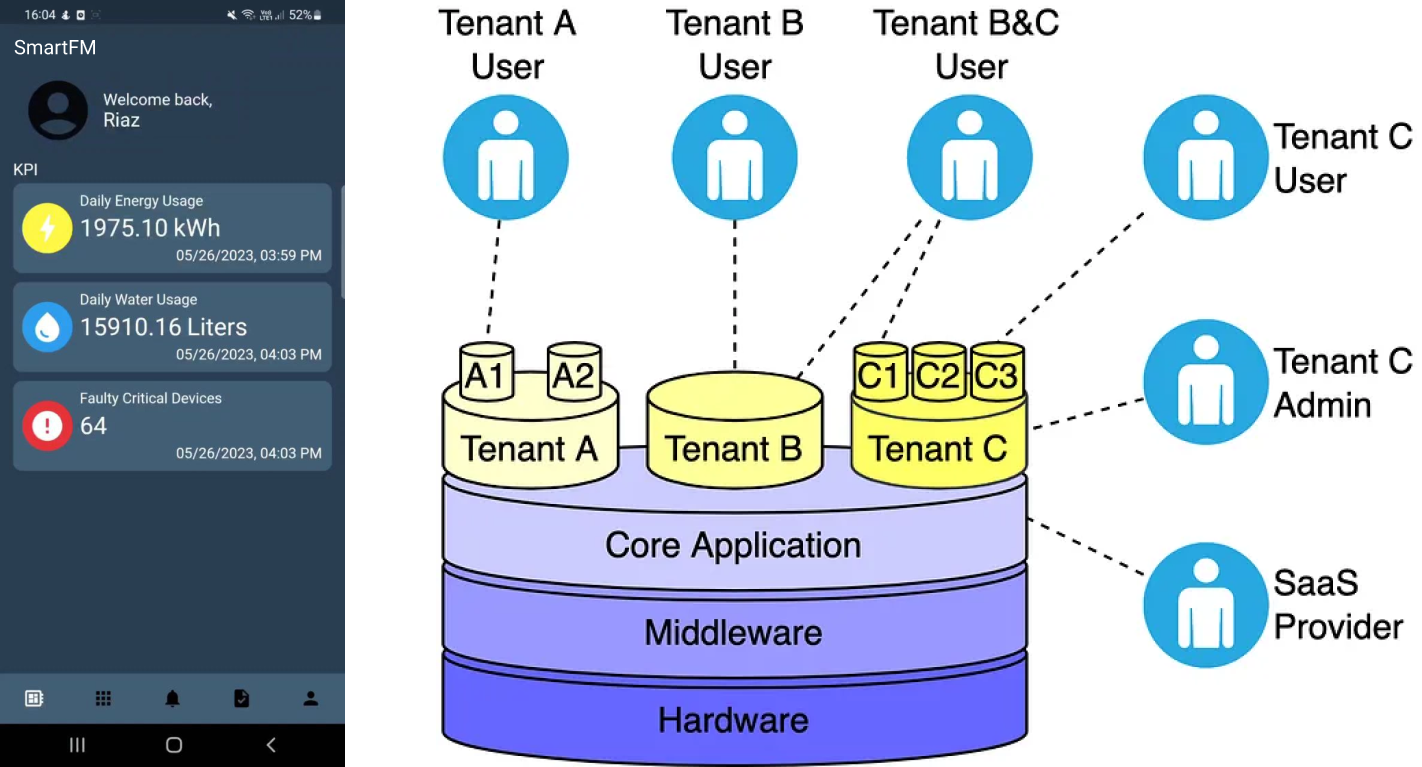 16:04
52%
SmartFM
Welcome back,
Riaz
KPI
Daily Energy Usage
1975.10 kWh
05/26/2023, 03:59 PM
Daily Water Usage
15910.16 Liters
05/26/2023, 04:03 PM
Faulty Critical Devices
64
05/26/2023, 04:03 PM
Tenant A
User
Tenant B
User
Tenant B&C
User
Tenant C
User
A1
A2
C1
C2
C3
Tenant A
Tenant B
Tenant C
Tenant C
Admin
Core Application
SaaS
Provider
Middleware
Hardware